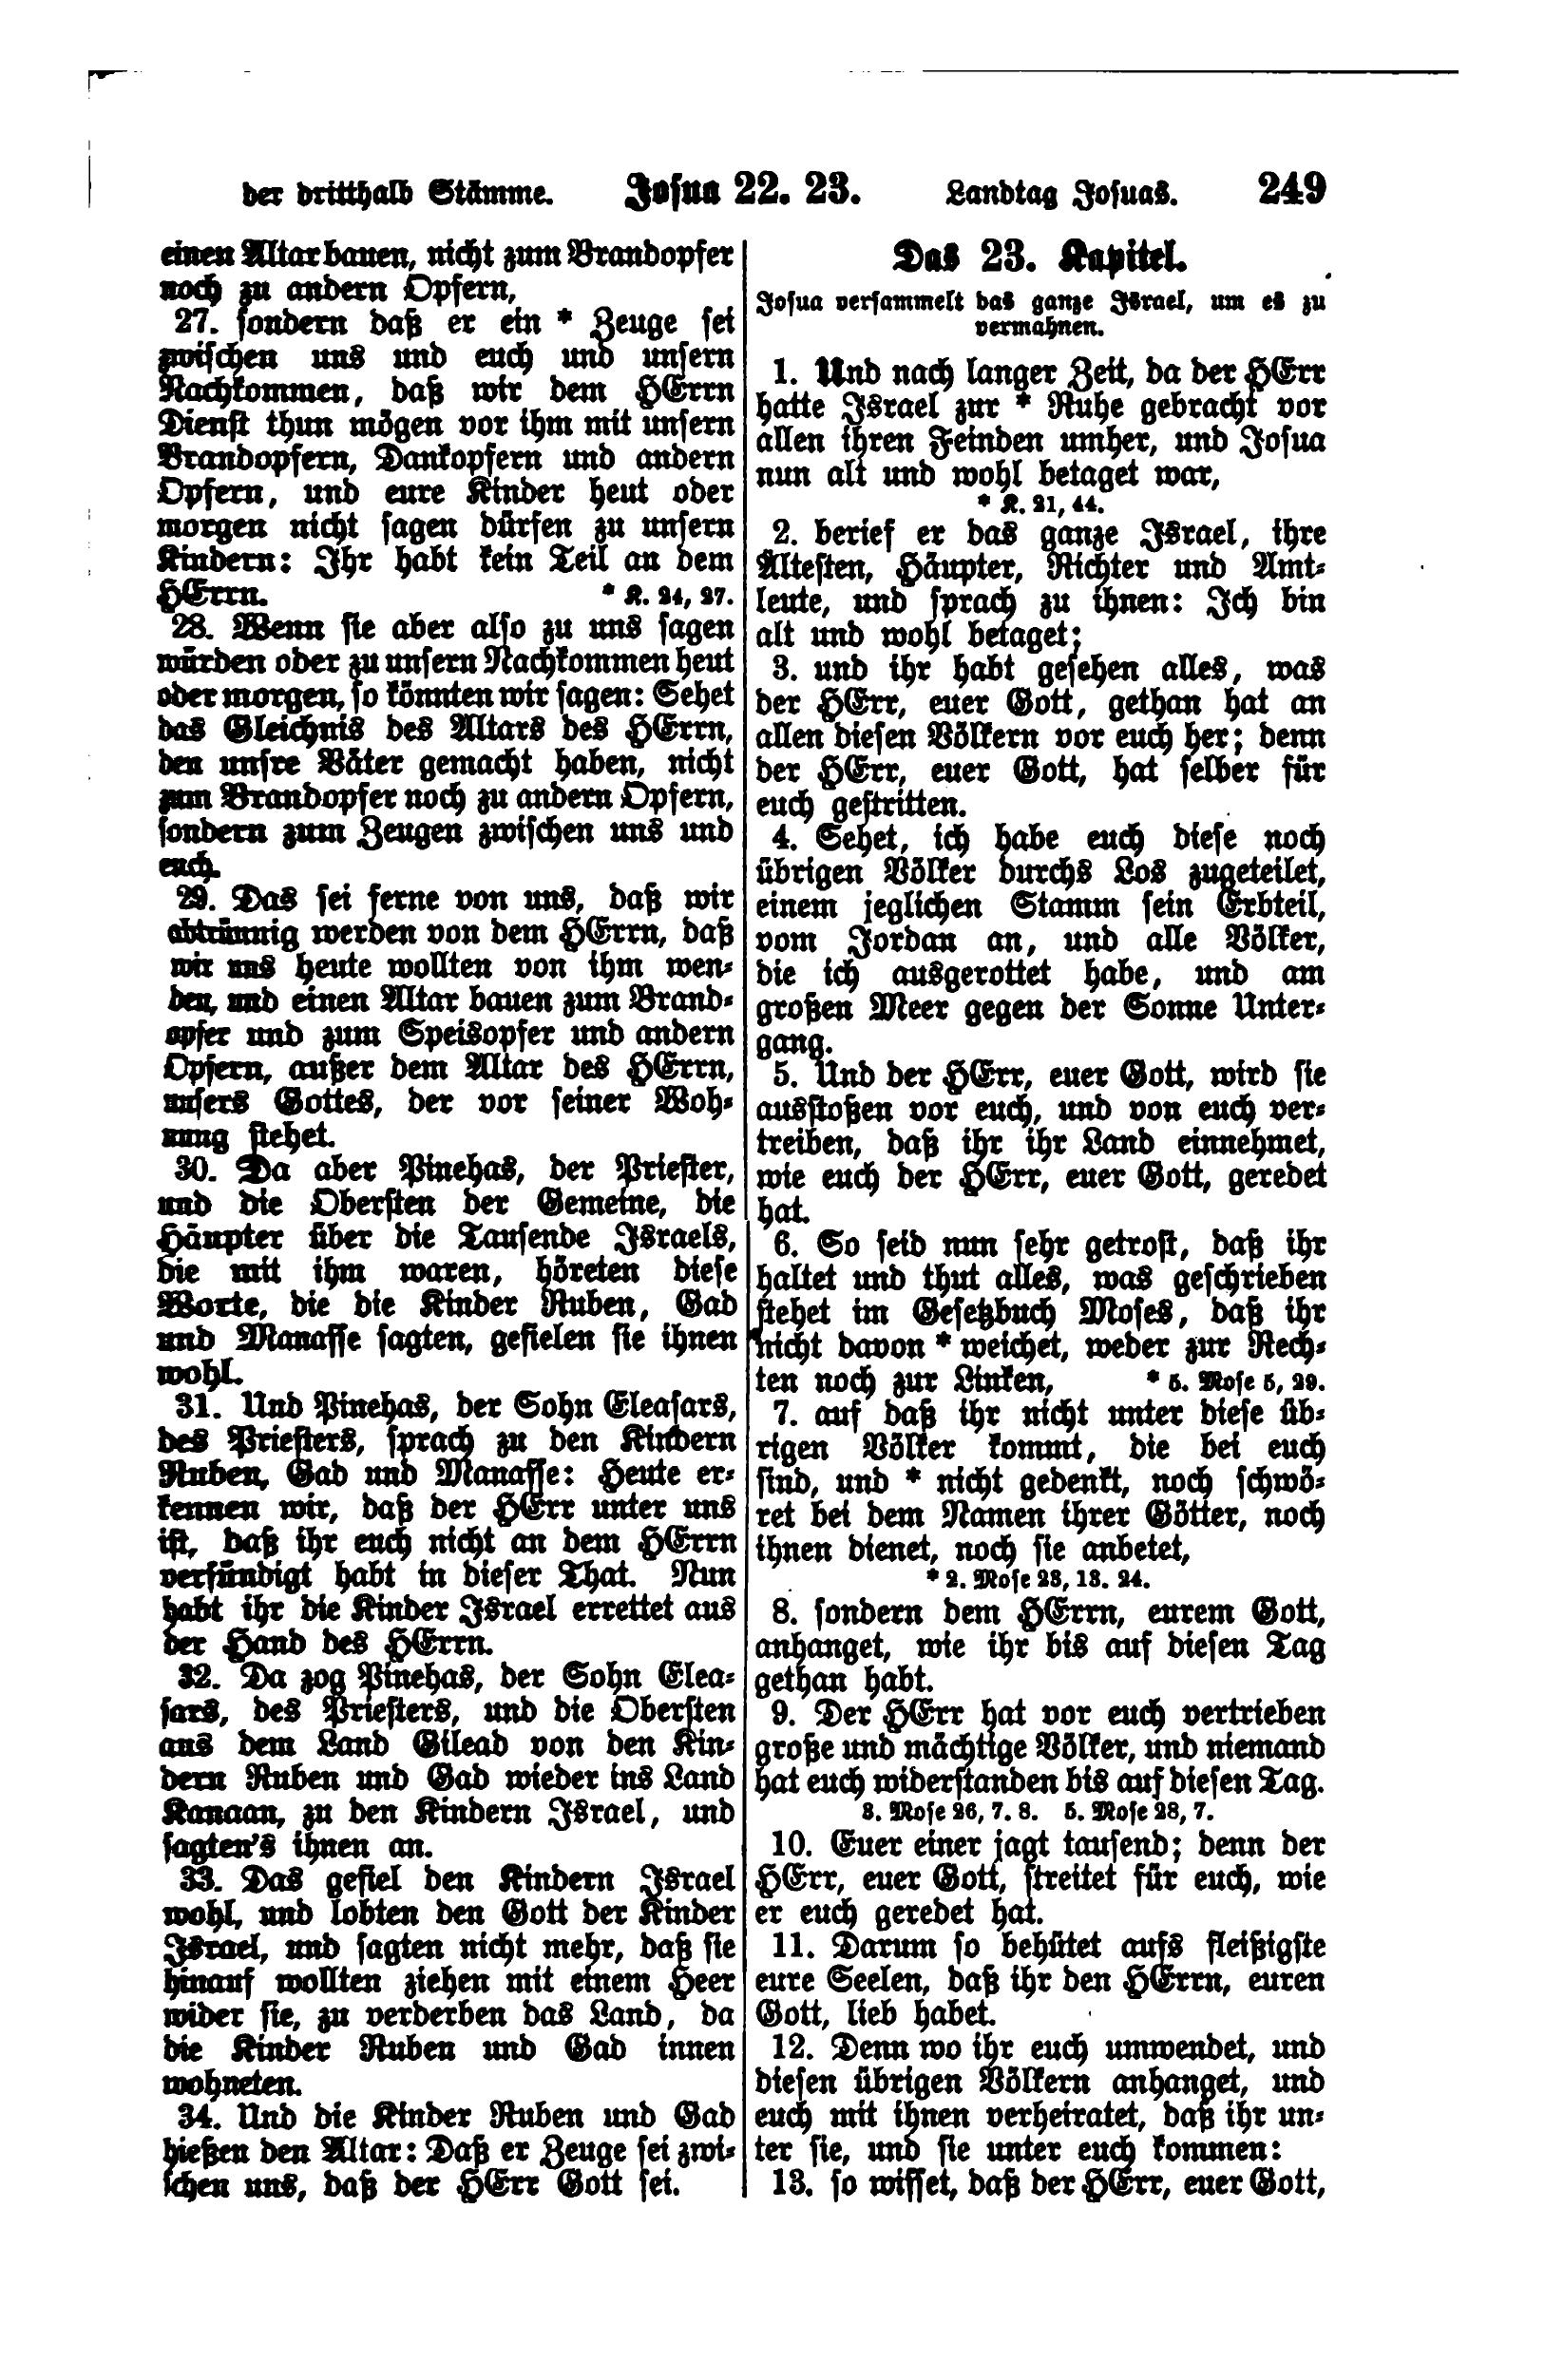 der dritthalb Stämme. Josua 22. 23. Landtag Josuas. 249
einen Altar bauen, nicht zum Brandopfer
noch zu andern Opfern,
27. sondern daß er ein * Zeuge sei
zwischen uns und euch und unsern
Nachkommen, daß wir dem HErrn
Dienst thun mögen vor ihm mit unsern
Brandopfern, Dankopfern und andern
Opfern, und eure Kinder heut oder
morgen nicht sagen dürfen zu unsern
Kindern: Ihr habt kein Teil an dem
HErrn. * K. 24, 27.
28. Wenn sie aber also zu uns sagen
würden oder zu unsern Nachkommen heut
oder morgen, so könnten wir sagen: Sehet
das Gleichnis des Altars des HErrn,
den unsre Väter gemacht haben, nicht
zum Brandopfer noch zu andern Opfern,
sondern zum Zeugen zwischen uns und
euch.
29. Das sei ferne von uns, daß wir
abtrünnig werden von dem HErrn, daß
wir uns heute wollten von ihm wen-
den, und einen Altar bauen zum Brand-
opfer und zum Speisopfer und andern
Opfern, außer dem Altar des HErrn,
unsers Gottes, der vor seiner Woh-
nung stehet.
30. Da aber Pinehas, der Priester,
und die Obersten der Gemeine, die
Häupter über die Tausende Israels,
die mit ihm waren, höreten diese
Worte, die die Kinder Ruben, Gad
und Manasse sagten, gefielen sie ihnen
wohl.
31. Und Pinehas, der Sohn Eleasars,
des Priesters, sprach zu den Kindern
Ruben, Gad und Manasse: Heute er-
kennen wir, daß der HErr unter uns
ist, daß ihr euch nicht an dem HErrn
versündigt habt in dieser That. Nun
habt ihr die Kinder Israel errettet aus
der Hand des HErrn.
32. Da zog Pinehas, der Sohn Elea-
sars, des Priesters, und die Obersten
aus dem Land Gilead von den Kin-
dern Ruben und Gad wieder ins Land
Kanaan, zu den Kindern Israel, und
sagten's ihnen an.
33. Das gefiel den Kindern Israel
wohl, und lobten den Gott der Kinder
Israel, und sagten nicht mehr, daß sie
hinauf wollten ziehen mit einem Heer
wider sie, zu verderben das Land, da
die Kinder Ruben und Gad innen
wohneten.
34. Und die Kinder Ruben und Gad
hießen den Altar: Daß er Zeuge sei zwi-
schen uns, daß der HErr Gott sei.
Das 23. Kapitel.
Josua versammelt das ganze Israel, um es zu
vermahnen.
1. Und nach langer Zeit, da der HErr
hatte Israel zur * Ruhe gebracht vor
allen ihren Feinden umher, und Josua
nun alt und wohl betaget war,
* K. 21, 44.
2. berief er das ganze Israel, ihre
Ältesten, Häupter, Richter und Amt-
leute, und sprach zu ihnen: Ich bin
alt und wohl betaget;
3. und ihr habt gesehen alles, was
der HErr, euer Gott, gethan hat an
allen diesen Völkern vor euch her; denn
der HErr, euer Gott, hat selber für
euch gestritten.
4. Sehet, ich habe euch diese noch
übrigen Völker durchs Los zugeteilet,
einem jeglichen Stamm sein Erbteil,
vom Jordan an, und alle Völker,
die ich ausgerottet habe, und am
großen Meer gegen der Sonne Unter-
gang.
5. Und der HErr, euer Gott, wird sie
ausstoßen vor euch, und von euch ver-
treiben, daß ihr ihr Land einnehmet,
wie euch der HErr, euer Gott, geredet
hat.
6. So seid nun sehr getrost, daß ihr
haltet und thut alles, was geschrieben
stehet im Gesetzbuch Moses, daß ihr
nicht davon * weichet, weder zur Rech-
ten noch zur Linken, * 5. Mose 5, 29.
7. auf daß ihr nicht unter diese üb-
rigen Völker kommt, die bei euch
sind, und * nicht gedenkt, noch schwö-
ret bei dem Namen ihrer Götter, noch
ihnen dienet, noch sie anbetet,
* 2. Mose 23, 13. 24.
8. sondern dem HErrn, eurem Gott,
anhanget, wie ihr bis auf diesen Tag
gethan habt.
9. Der HErr hat vor euch vertrieben
große und mächtige Völker, und niemand
hat euch widerstanden bis auf diesen Tag.
3. Mose 26, 7. 8. 5. Mose 28, 7.
10. Euer einer jagt tausend; denn der
HErr, euer Gott, streitet für euch, wie
er euch geredet hat.
11. Darum so behütet aufs fleißigste
eure Seelen, daß ihr den HErrn, euren
Gott, lieb habet.
12. Denn wo ihr euch umwendet, und
diesen übrigen Völkern anhanget, und
euch mit ihnen verheiratet, daß ihr un-
ter sie, und sie unter euch kommen:
13. so wisset, daß der HErr, euer Gott,